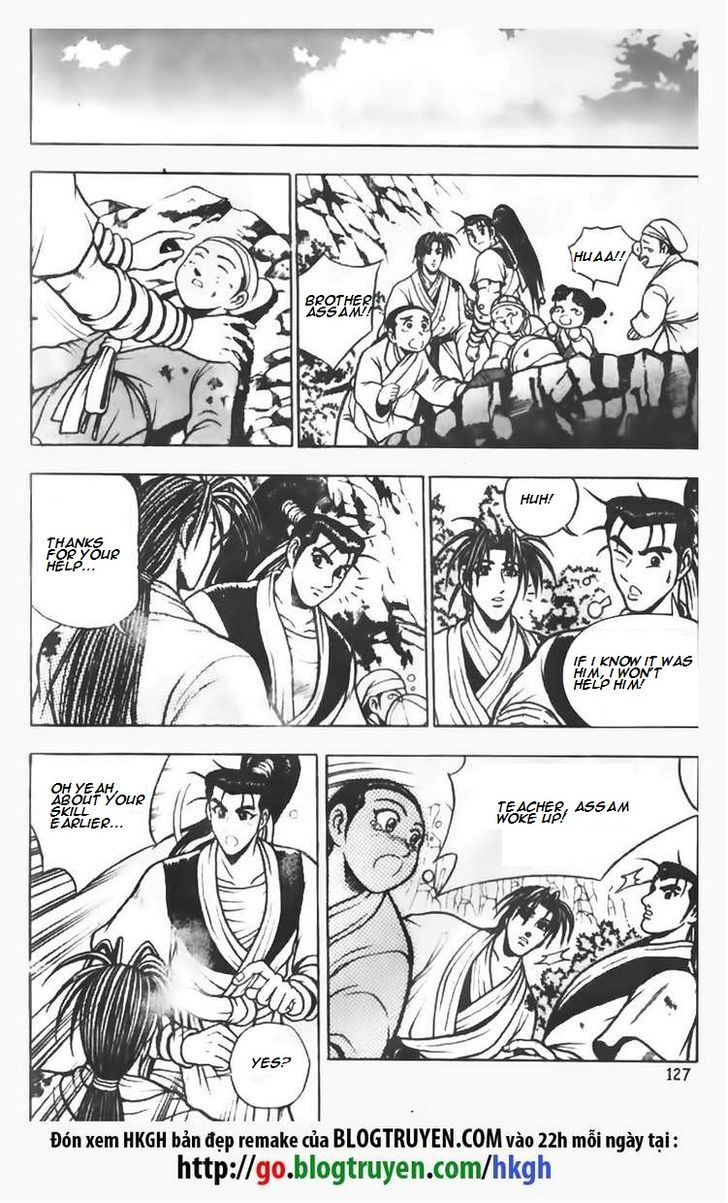 BROTHER
ASSAM!!
HUAA!!
THANKS
FOR YOUR
HELP...
HUH!
IF I KNOW IT WAS
HIM, I WON'T
HELP HIM!
OH YEAH,
ABOUT YOUR
SKILL
EARLIER...
YES?
TEACHER, ASSAM
WOKE UP!
127
Đón xem HKGH bản đẹp remake của BLOGTRUYEN.COM vào 22h mỗi ngày tại :
http://go.blogtruyen.com/hkgh